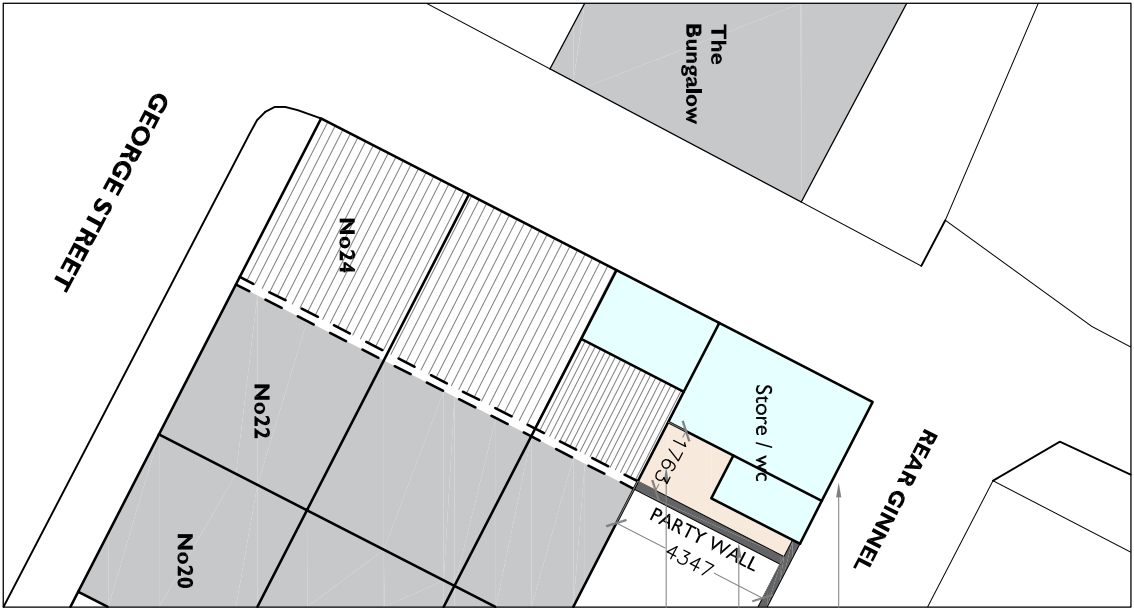 The
Bungalow
GEORGE STREET
No24
No22
No20
Store / wc
1763
PARTY WALL
4347
REAR GINNEL